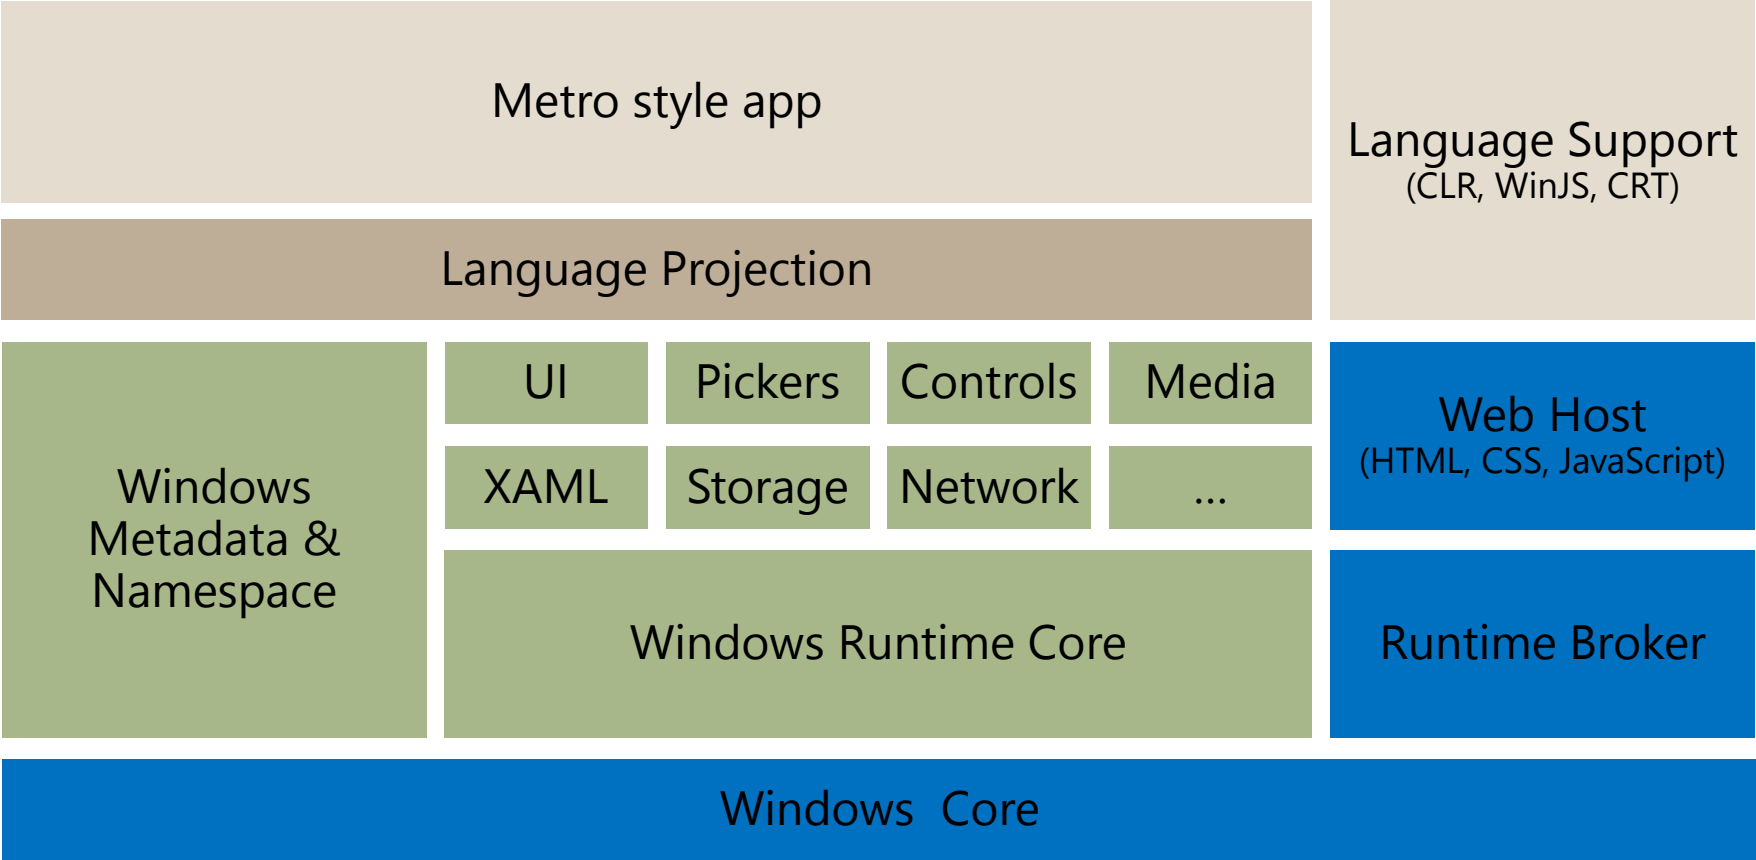 Metro style app
Language Support
(CLR, WinJS, CRT)
Language Projection
Windows
Metadata &
Namespace
UI
Pickers
Controls
Media
XAML
Storage
Network
...
Web Host
(HTML, CSS, JavaScript)
Windows Runtime Core
Runtime Broker
Windows  Core